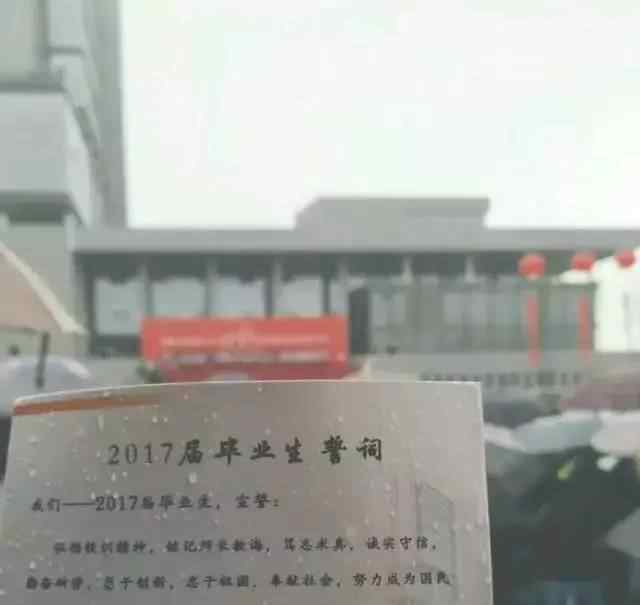 2017届毕业生誓词
我们——2017届毕业生，宣誓：
弘扬校训精神，铭记师长教诲，笃志求真，诚实守信，
勤奋研学，勇于创新，忠于祖国，奉献社会，努力成为国民